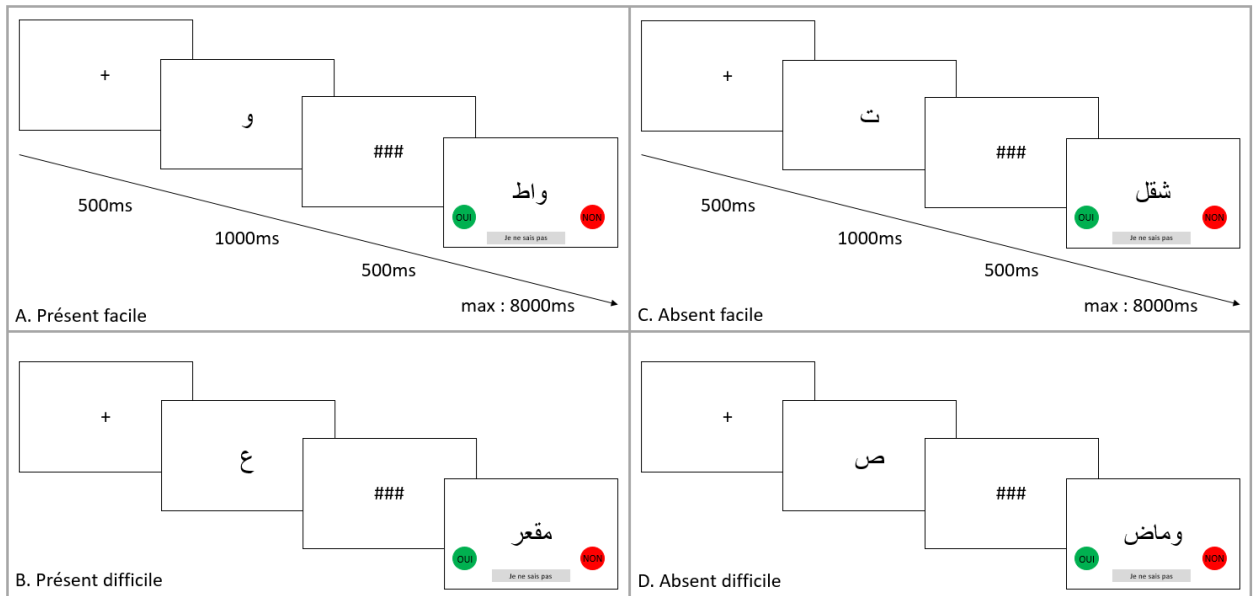 +
و
###
واط
OUI
NON
Je ne sais pas
500ms
1000ms
500ms
max : 8000ms
A. Présent facile
+
ت
###
شقل
OUI
NON
Je ne sais pas
500ms
1000ms
500ms
max : 8000ms
C. Absent facile
+
ع
###
مقعر
OUI
NON
Je ne sais pas
B. Présent difficile
+
ص
###
وماض
OUI
NON
Je ne sais pas
D. Absent difficile